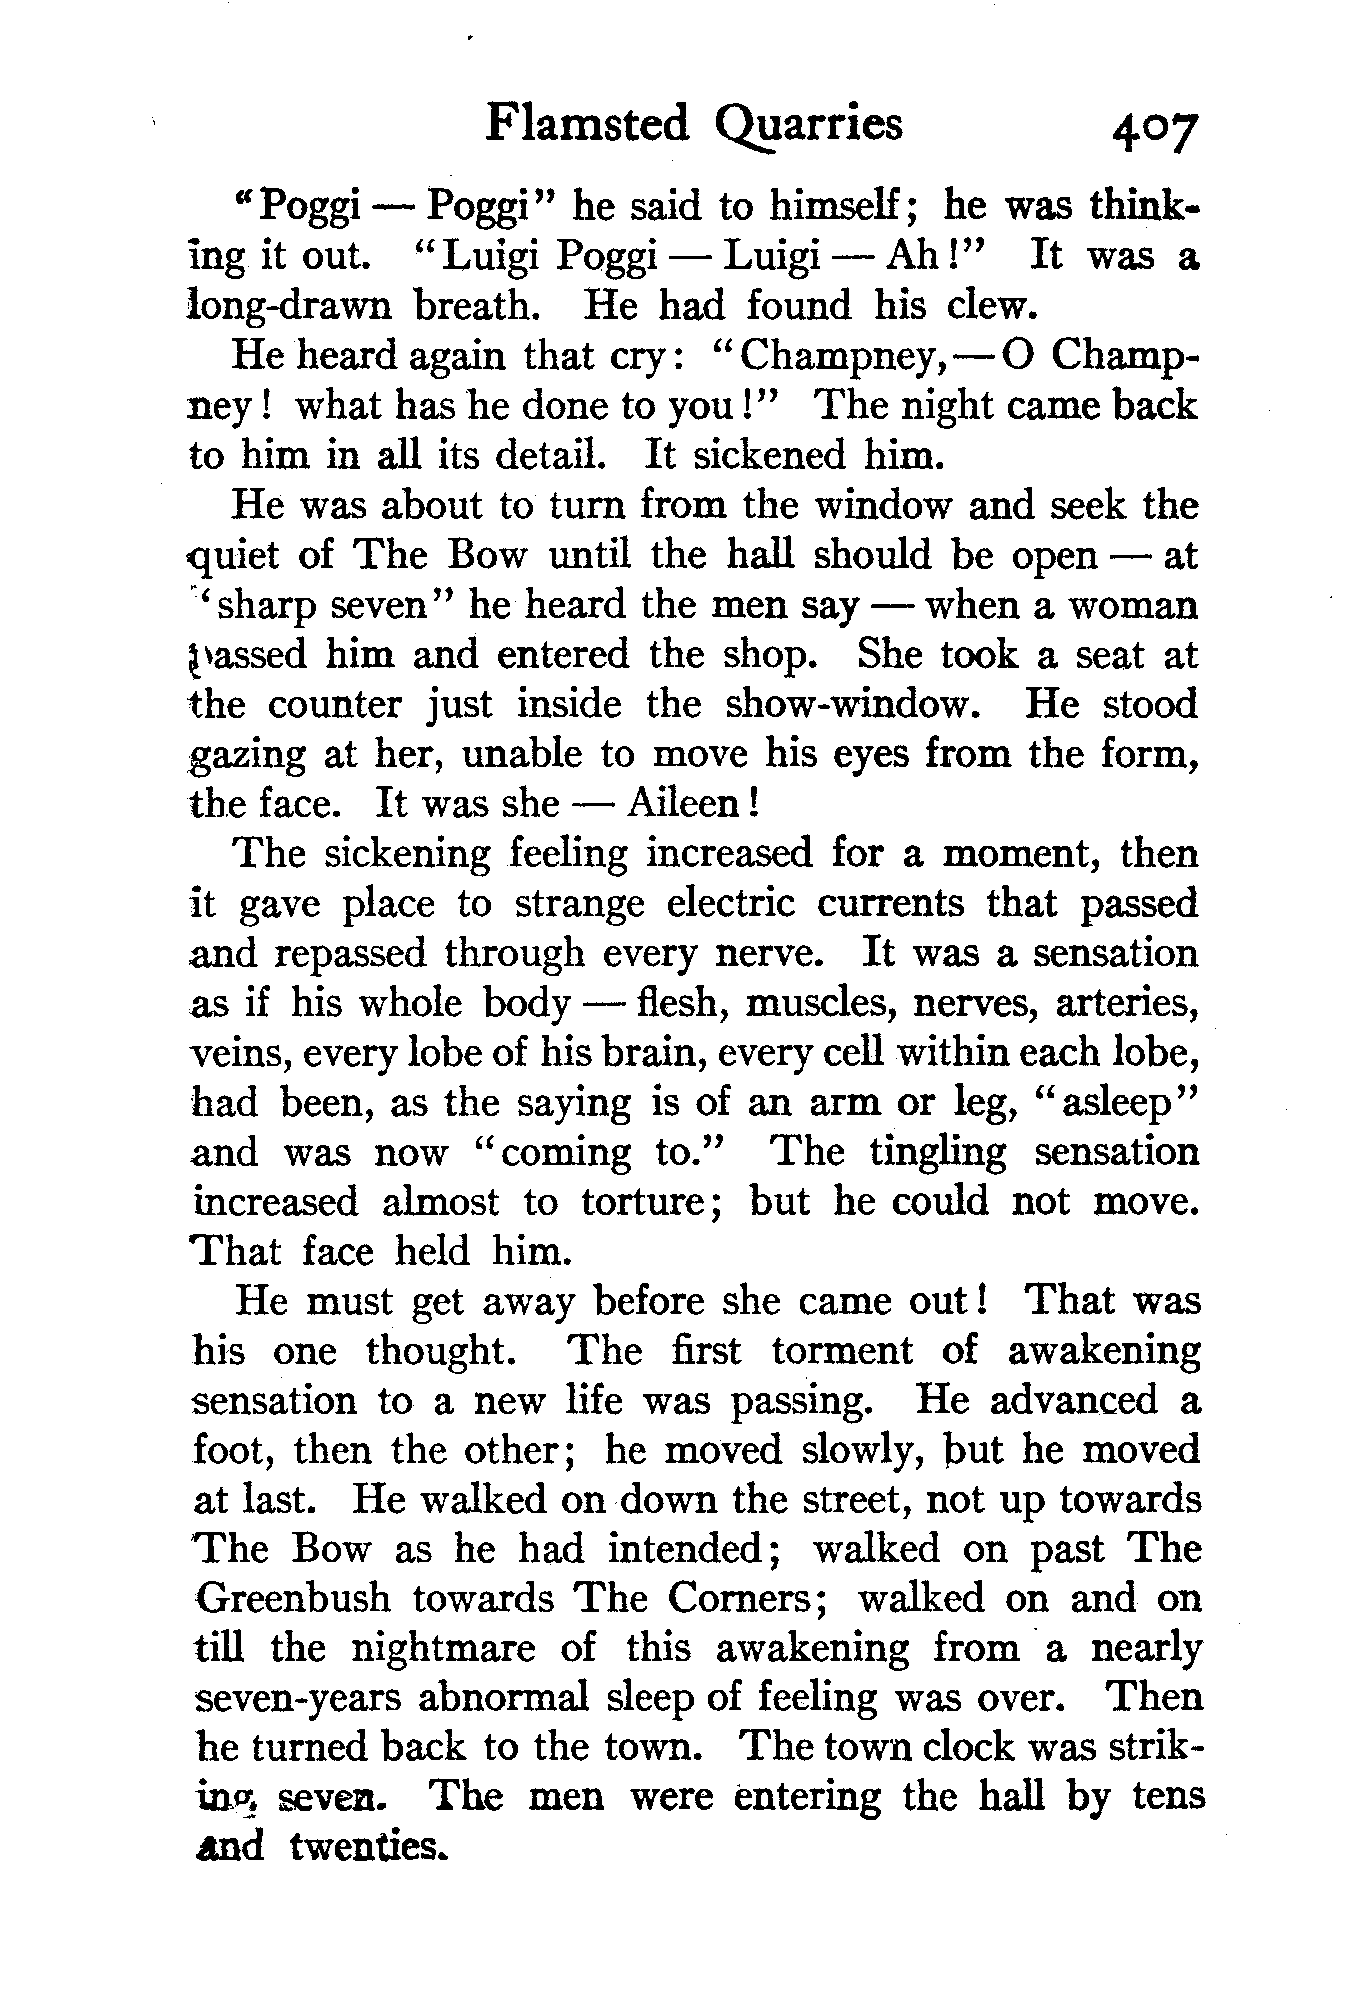 Flamsted Quarries 407
"Poggi — Poggi" he said to himself; he was think-
ing it out. "Luigi Poggi — Luigi — Ah!" It was a
long-drawn breath. He had found his clew.
He heard again that cry: "Champney,—O Champ-
ney! what has he done to you!" The night came back
to him in all its detail. It sickened him.
He was about to turn from the window and seek the
quiet of The Bow until the hall should be open — at
"sharp seven" he heard the men say — when a woman
passed him and entered the shop. She took a seat at
the counter just inside the show-window. He stood
gazing at her, unable to move his eyes from the form,
the face. It was she — Aileen!
The sickening feeling increased for a moment, then
it gave place to strange electric currents that passed
and repassed through every nerve. It was a sensation
as if his whole body — flesh, muscles, nerves, arteries,
veins, every lobe of his brain, every cell within each lobe,
had been, as the saying is of an arm or leg, "asleep"
and was now "coming to." The tingling sensation
increased almost to torture; but he could not move.
That face held him.
He must get away before she came out! That was
his one thought. The first torment of awakening
sensation to a new life was passing. He advanced a
foot, then the other; he moved slowly, but he moved
at last. He walked on down the street, not up towards
The Bow as he had intended; walked on past The
Greenbush towards The Corners; walked on and on
till the nightmare of this awakening from a nearly
seven-years abnormal sleep of feeling was over. Then
he turned back to the town. The town clock was strik-
ing seven. The men were entering the hall by tens
and twenties.